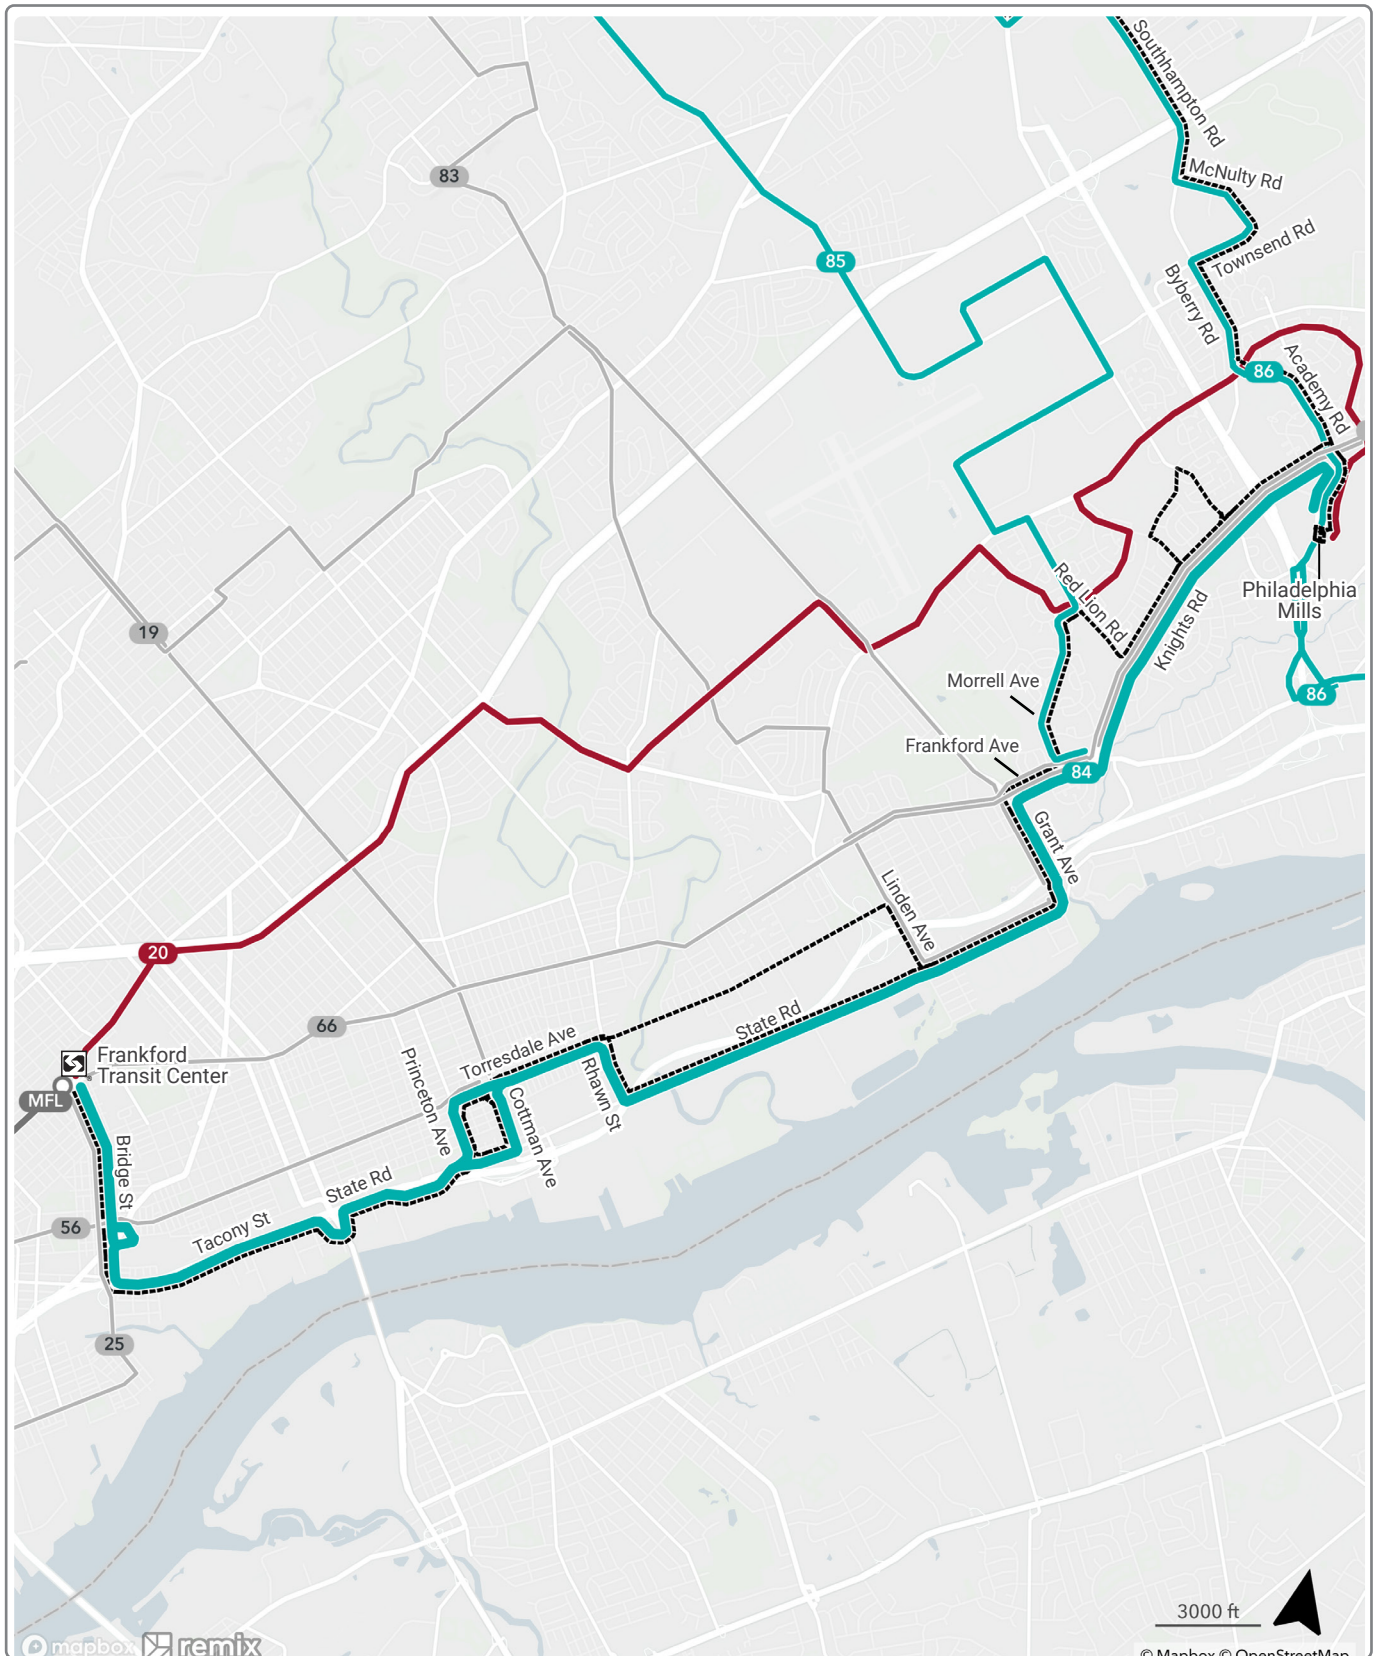 Southhampton Rd
McNulty Rd
83
Townsend Rd
85
Byberry Rd
Academy Rd
86
Red Lion Rd
Philadelphia
Mills
Knights Rd
19
Morrell Ave
86
Frankford Ave
84
Grant Ave
Linden Ave
20
State Rd
66
Torresdale Ave
Frankford
Transit Center
Princeton Ave
Rhawn St
Cottman Ave
MFL
Bridge St
State Rd
Tacony St
56
25
3000 ft
mapbox remix
© Mapbox © OpenStreetMap